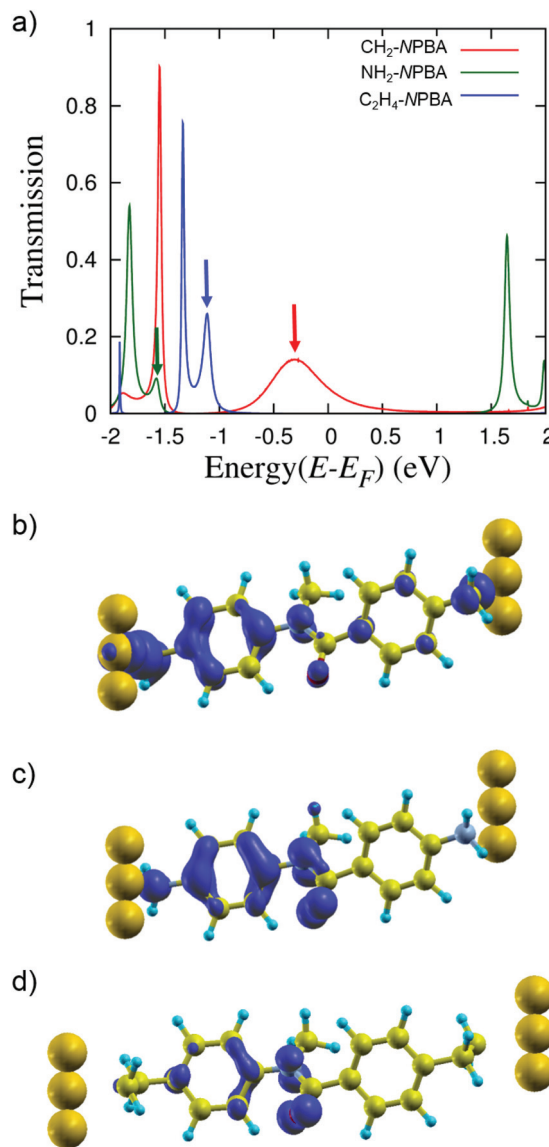 a)
CH₂-NPBA
NH₂-NPBA
C₂H₄-NPBA
Transmission
1
0.8
0.6
0.4
0.2
0
-2 -1.5 -1 -0.5 0 0.5 1 1.5 2
Energy(E-E_F) (eV)
b)
c)
d)